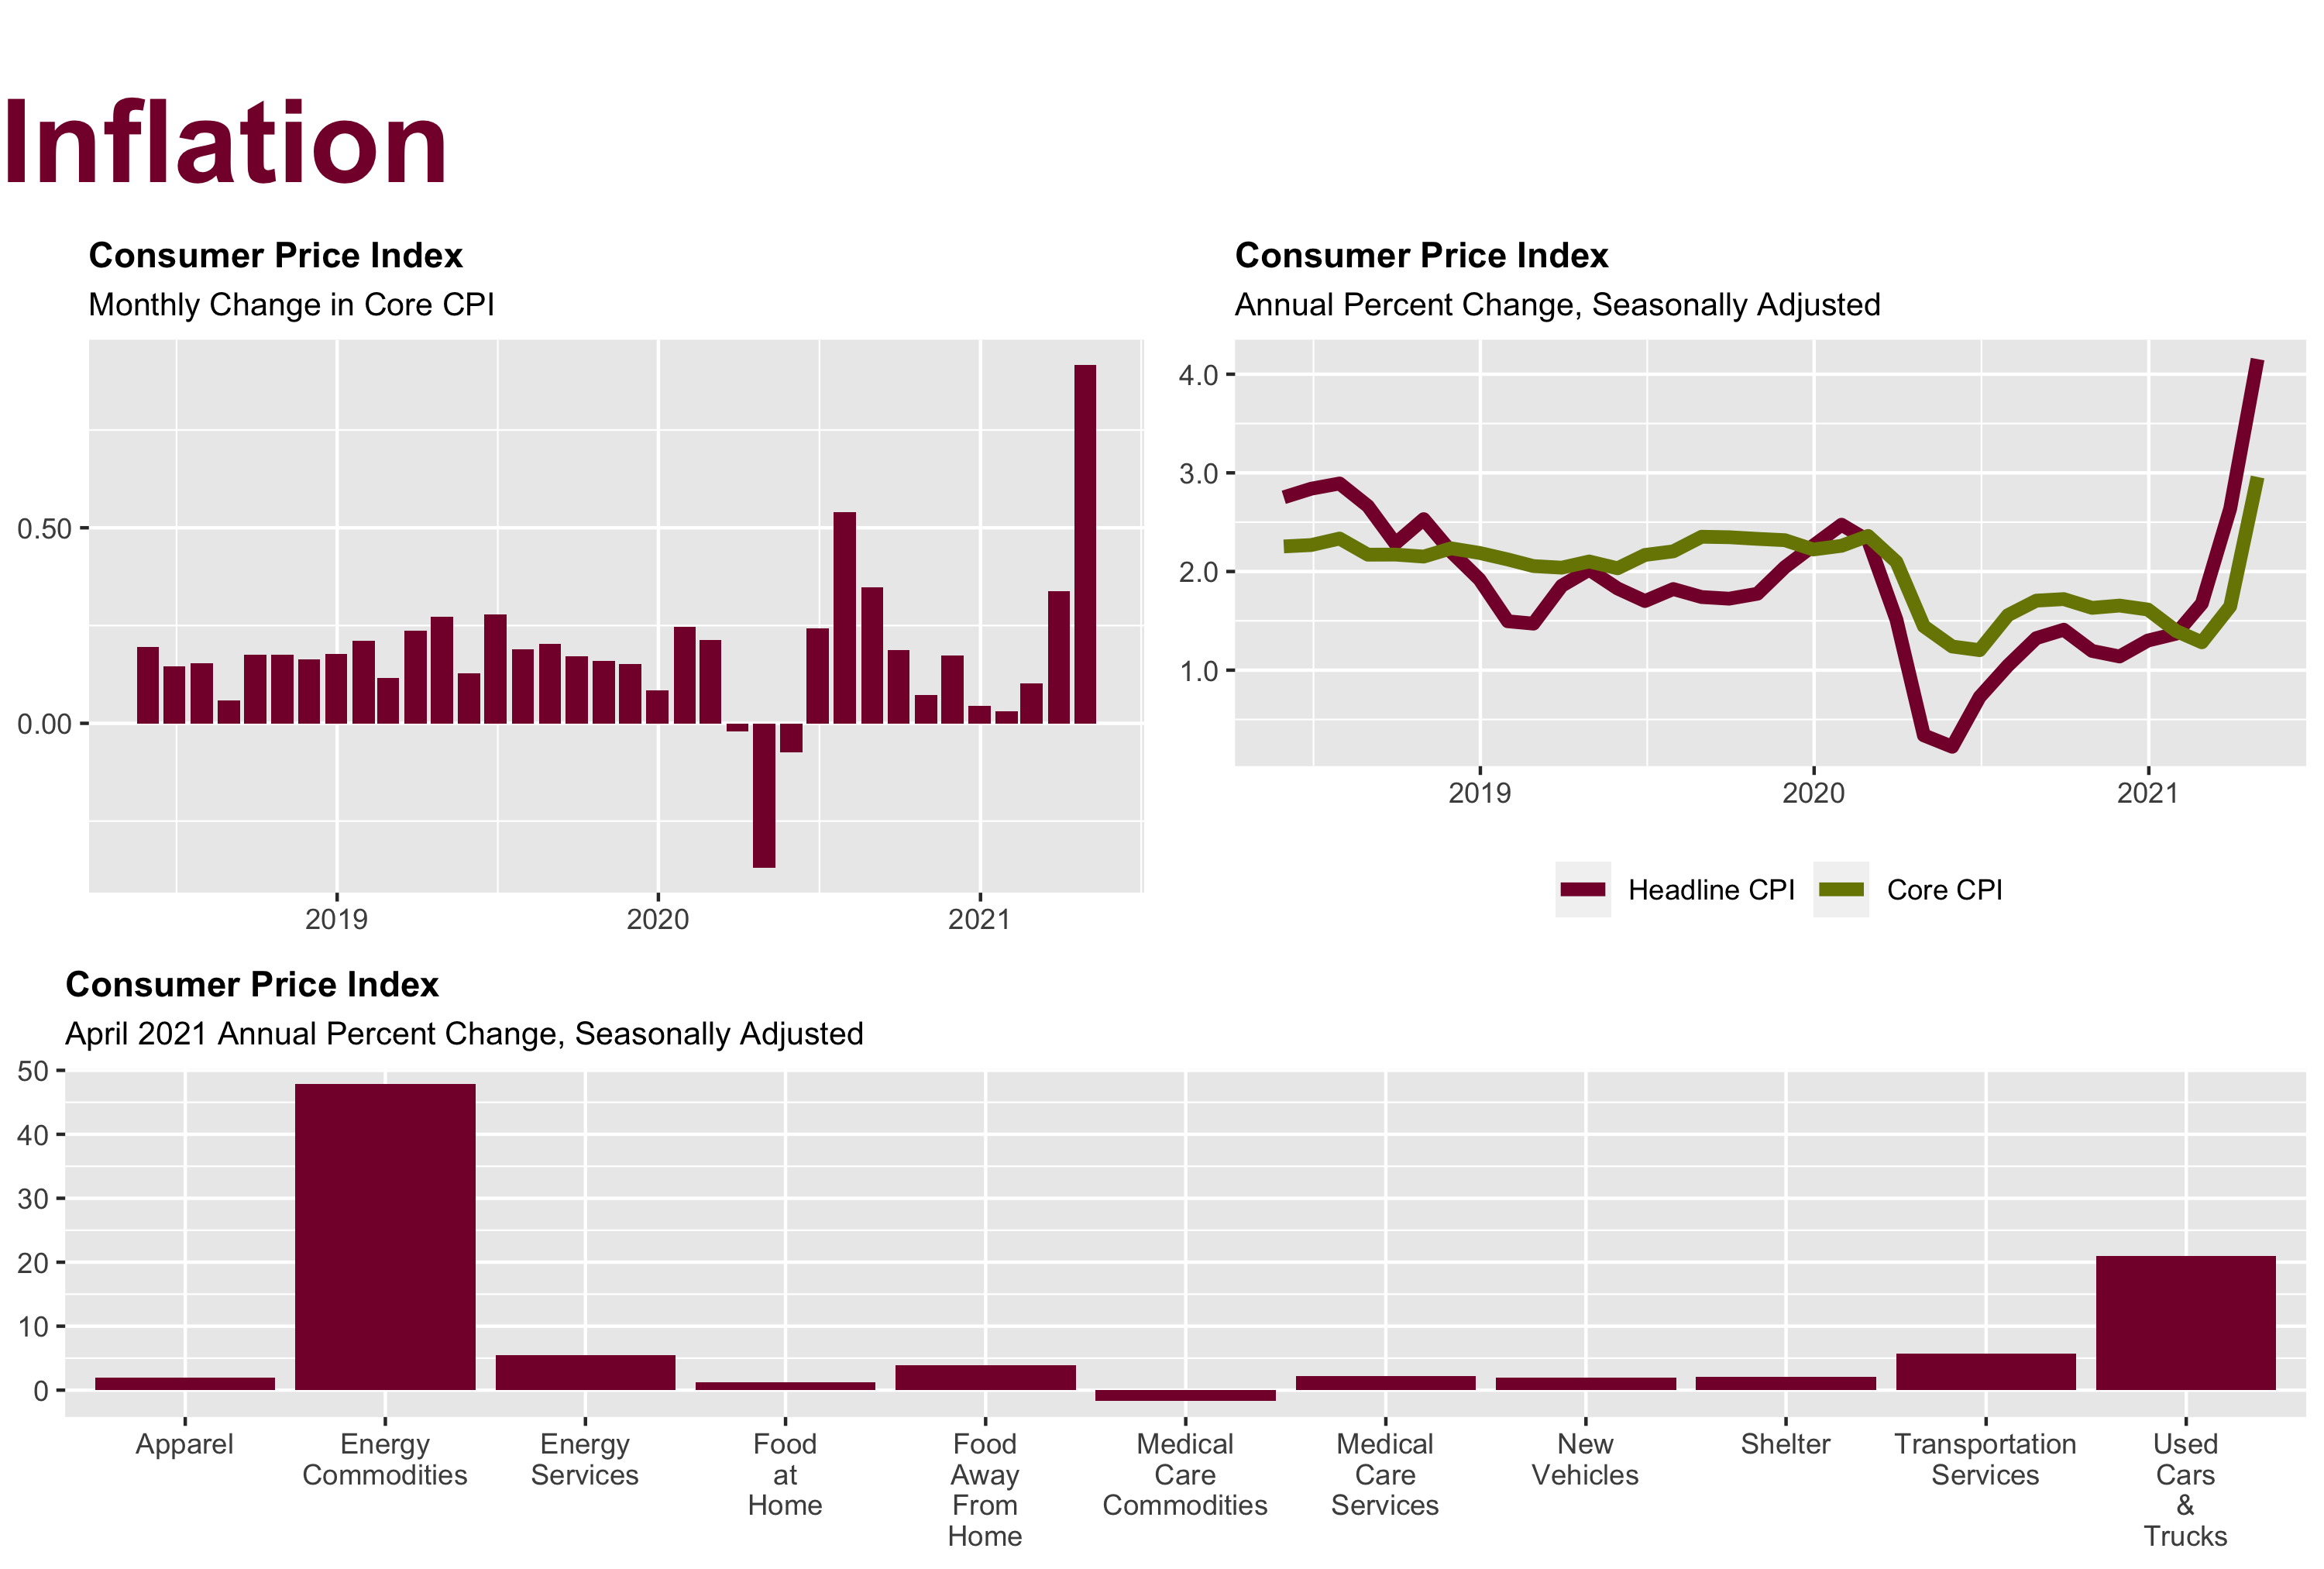 Inflation
Consumer Price Index
Monthly Change in Core CPI
0.50
0.00
2019 2020 2021
Consumer Price Index
Annual Percent Change, Seasonally Adjusted
4.0
3.0
2.0
1.0
2019 2020 2021
Headline CPI Core CPI
Consumer Price Index
April 2021 Annual Percent Change, Seasonally Adjusted
50
40
30
20
10
0
Apparel
Energy
Commodities
Energy
Services
Food
at
Home
Food
Away
From
Home
Medical
Care
Commodities
Medical
Care
Services
New
Vehicles
Shelter
Transportation
Services
Used
Cars
&
Trucks